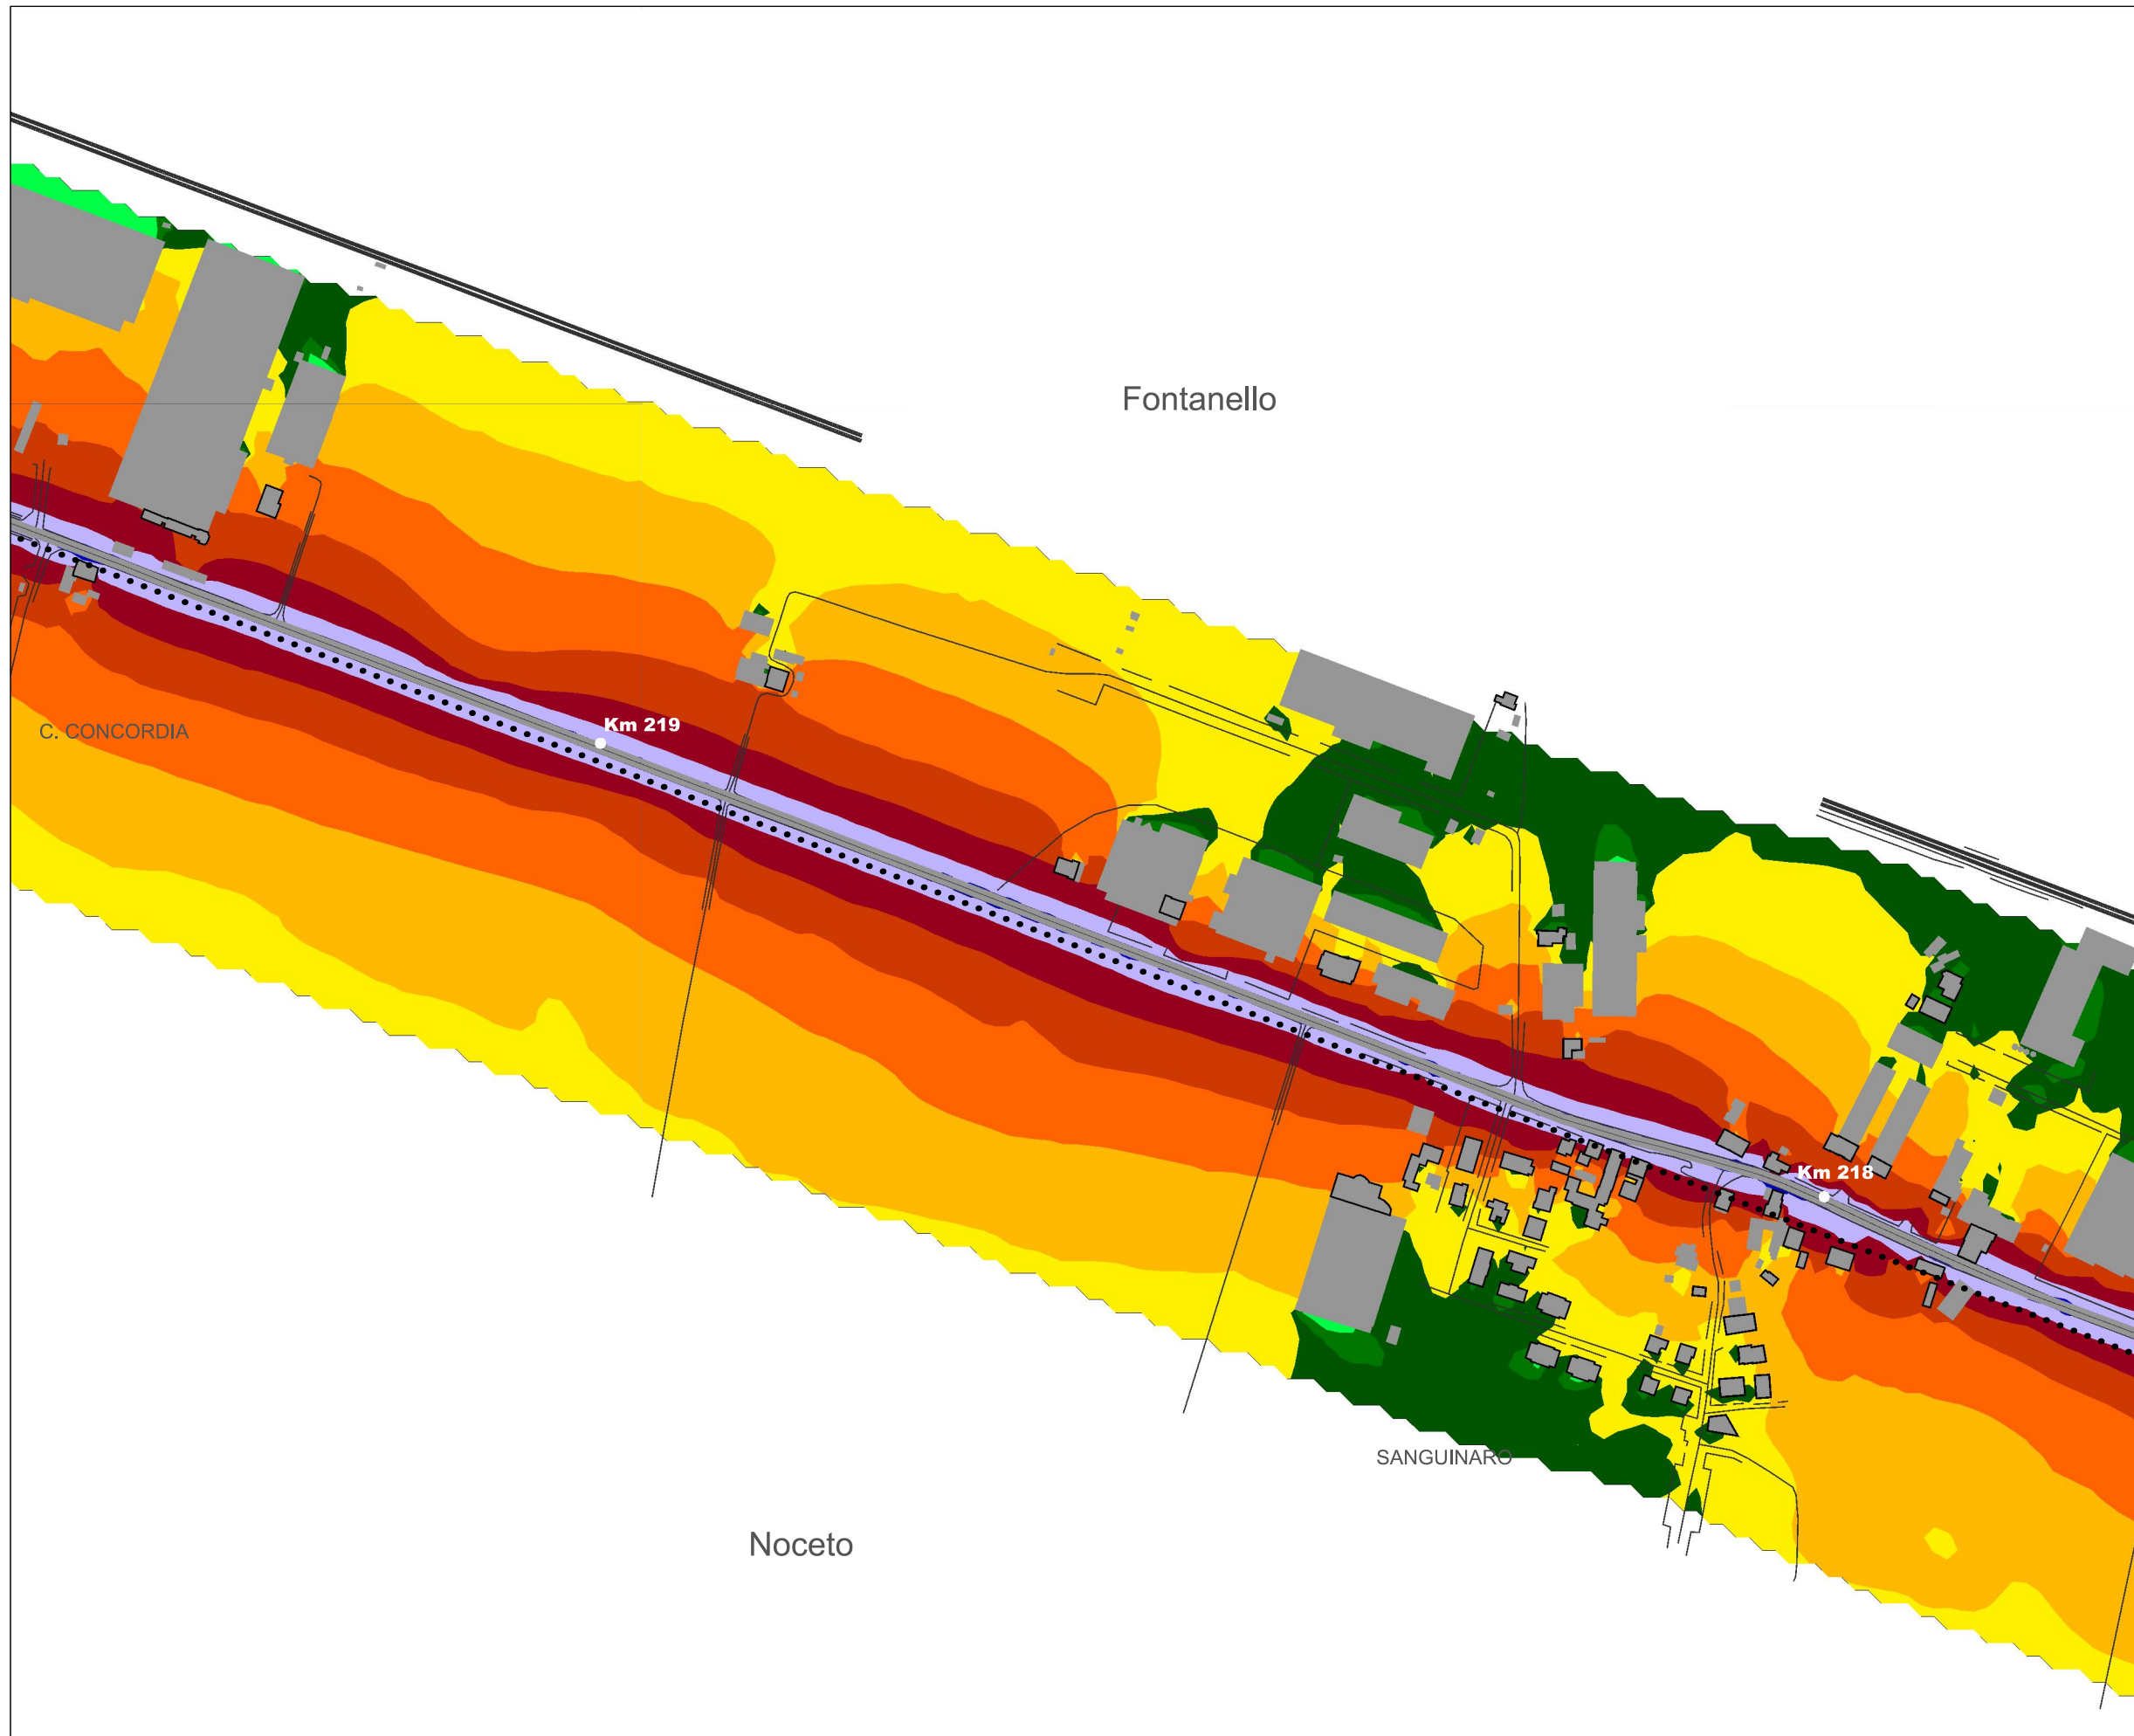 Fontanello
Km 219
C. CONCORDIA
Km 218
SANGUINARO
Noceto